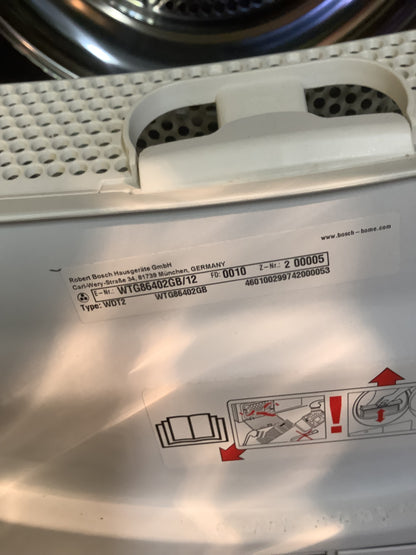 Robert Bosch Hausgeräte GmbH
Carl-Wery-Straße 34, 81739 München, GERMANY
www.bosch-home.com
E-Nr.: WTG86402GB/12 FD: 0010 Z-Nr.: 2 00005
Type: WDT2 WTG86402GB 460100299742000053
!